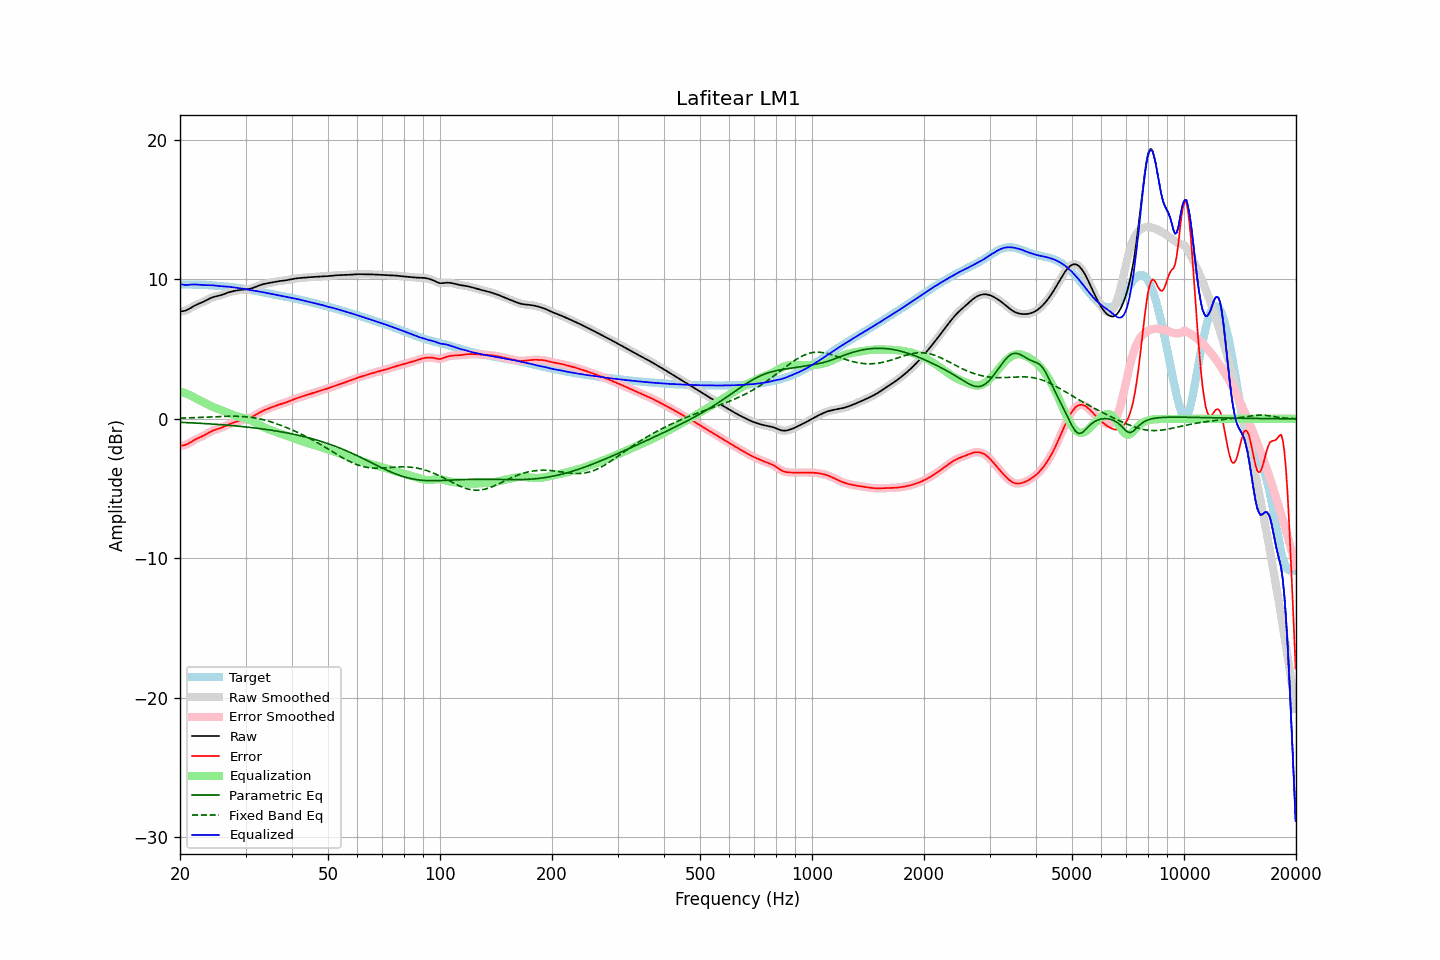 Lafitear LM1
Amplitude (dBr)
20
10
0
−10
−20
−30
Target
Raw Smoothed
Error Smoothed
Raw
Error
Equalization
Parametric Eq
Fixed Band Eq
Equalized
20 50 100 200 500 1000 2000 5000 10000 20000
Frequency (Hz)